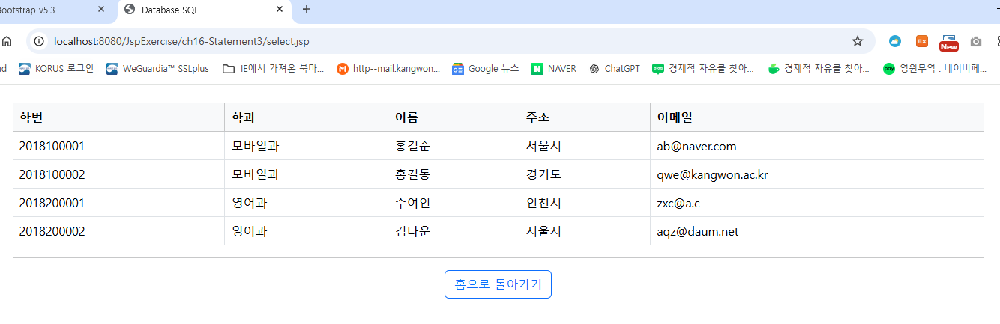 Bootstrap v5.3 Database SQL
localhost:8080/JspExercise/ch16-Statement3/select.jsp New
ud KORUS 로그인 WeGuardia™ SSLplus IE에서 가져온 북마... http--mail.kangwon... Google 뉴스 NAVER ChatGPT 경제적 자유를 찾아... 경제적 자유를 찾아... 영원무역 : 네이버페...
학번 학과 이름 주소 이메일
2018100001 모바일과 홍길순 서울시 ab@naver.com
2018100002 모바일과 홍길동 경기도 qwe@kangwon.ac.kr
2018200001 영어과 수여인 인천시 zxc@a.c
2018200002 영어과 김다운 서울시 aqz@daum.net
홈으로 돌아가기